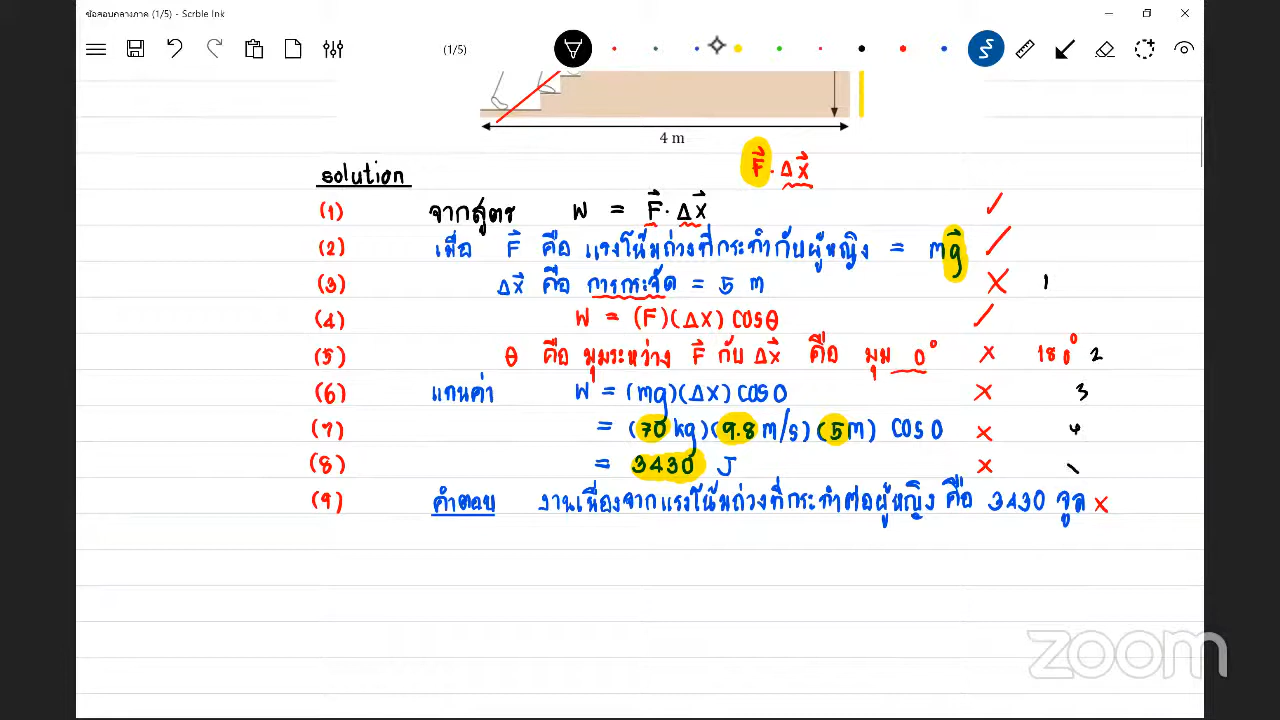 ข้อสอบกลางภาค (1/5) - Scrble Ink
(1/5)
4 m
F⃗ · Δx⃗
solution
(1) จากสูตร W = F⃗ · Δx⃗ ✓
(2) เมื่อ F⃗ คือ แรงโน้มถ่วงที่กระทำกับผู้หญิง = mg⃗ ✓
(3) Δx⃗ คือ การกระจัด = 5 m ✗ 1
(4) W = (F)(Δx) cosθ ✓
(5) θ คือ มุมระหว่าง F⃗ กับ Δx⃗ คือ มุม 0° ✗ 180° 2
(6) แทนค่า W = (mg)(Δx) cos0 ✗ 3
(7) = (70 kg)(9.8 m/s)(5m) cos0 ✗ 4
(8) = 3430 J ✗
(9) คำตอบ งานเนื่องจากแรงโน้มถ่วงที่กระทำต่อผู้หญิง คือ 3430 จูล ✗
zoom